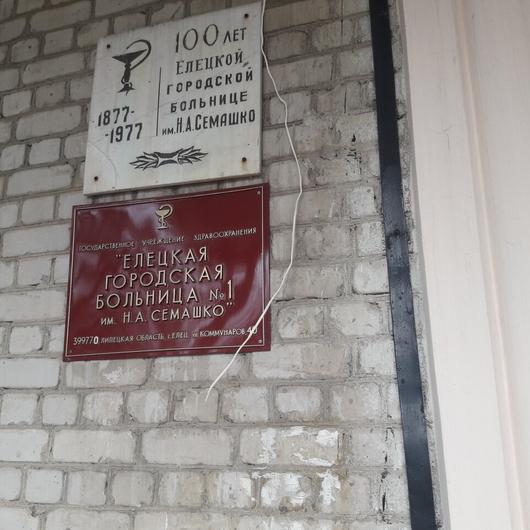 100 ЛЕТ
ЕЛЕЦКОЙ
ГОРОДСКОЙ
БОЛЬНИЦЕ
ИМ. Н.А. СЕМАШКО
1877-
-1977
ГОСУДАРСТВЕННОЕ УЧРЕЖДЕНИЕ ЗДРАВООХРАНЕНИЯ
"ЕЛЕЦКАЯ
ГОРОДСКАЯ
БОЛЬНИЦА №1
ИМ. Н.А. СЕМАШКО"
399770 ЛИПЕЦКАЯ ОБЛАСТЬ, г. ЕЛЕЦ, ул. КОММУНАРОВ, 40